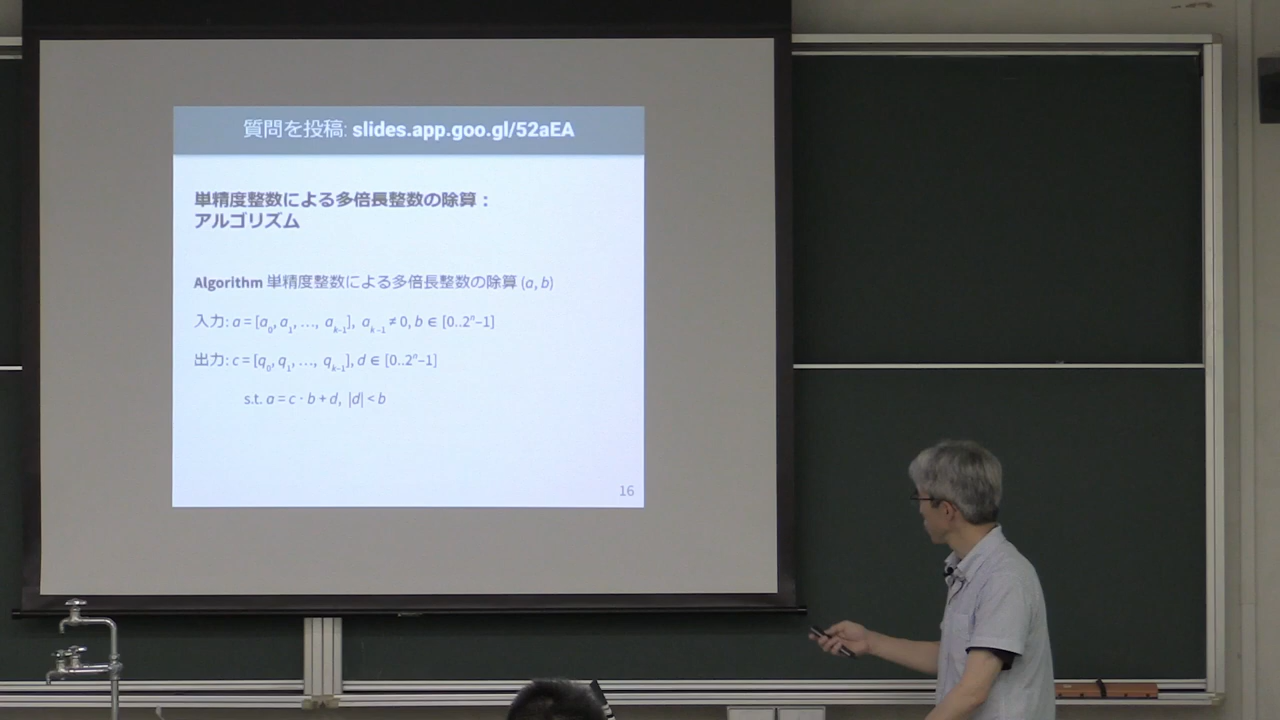 質問を投稿: slides.app.goo.gl/52aEA
単精度整数による多倍長整数の除算：
アルゴリズム
Algorithm 単精度整数による多倍長整数の除算 (a, b)
入力: a = [a₀, a₁, …, aₖ₋₁], aₖ₋₁ ≠ 0, b ∈ [0..2ⁿ–1]
出力: c = [q₀, q₁, …, qₖ₋₁], d ∈ [0..2ⁿ–1]
s.t. a = c · b + d, |d| < b
16